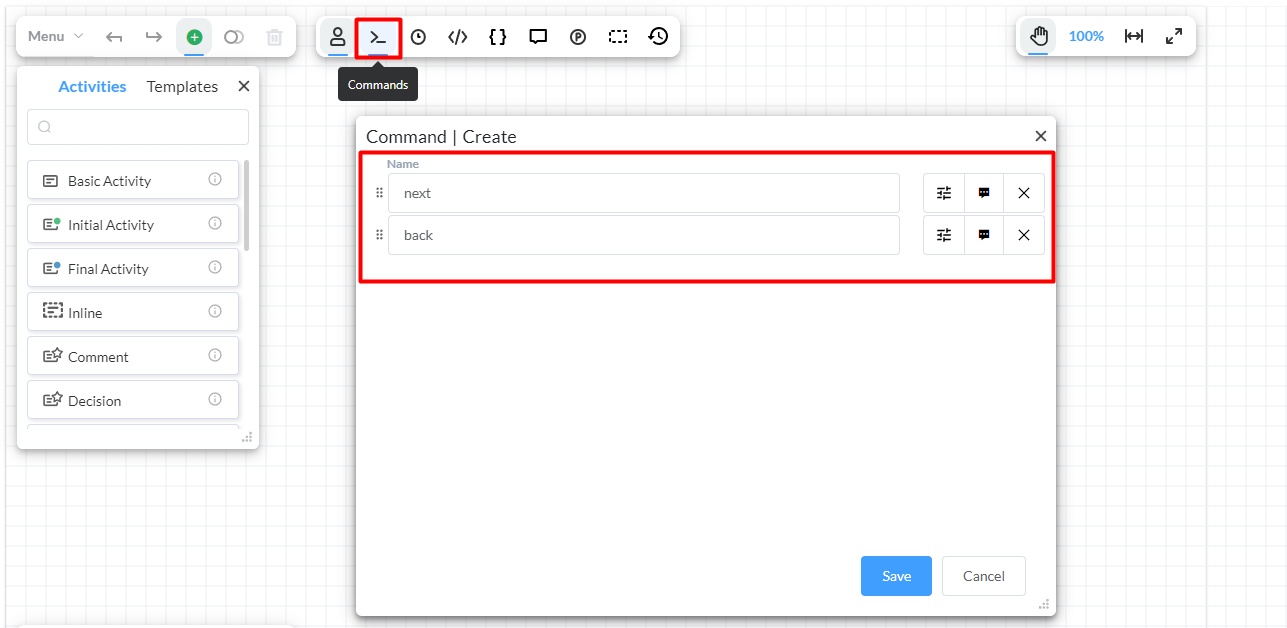 Menu
100%
Commands
Activities Templates
Basic Activity
Initial Activity
Final Activity
Inline
Comment
Decision
Command | Create
Name
next
back
Save Cancel